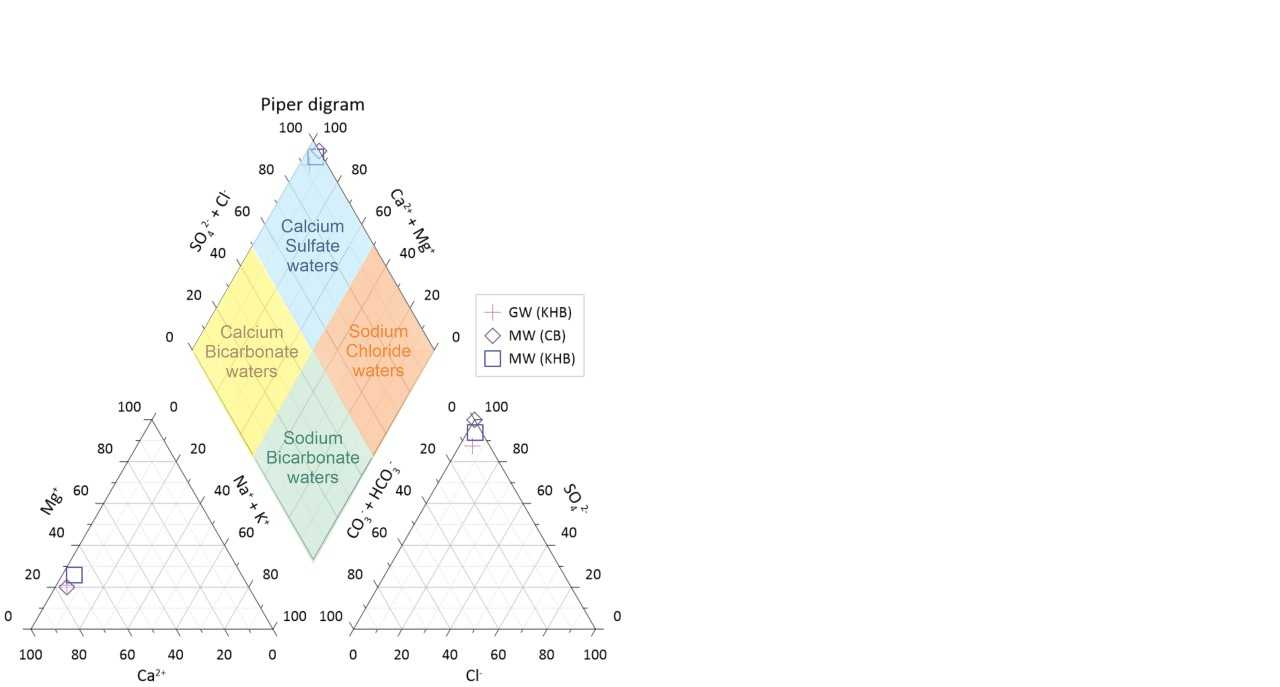 Piper digram
100 100
80 80
60 60
40 40
20 20
0 0
SO₄²⁻ + Cl⁻
Ca²⁺ + Mg⁺
Calcium
Sulfate
waters
Calcium
Bicarbonate
waters
Sodium
Chloride
waters
Sodium
Bicarbonate
waters
GW (KHB)
MW (CB)
MW (KHB)
100 0
80 20
60 40
40 60
20 80
0 100
Mg⁺
Na⁺ + K⁺
100 80 60 40 20 0
Ca²⁺
0 100
20 80
40 60
60 40
80 20
100 0
CO₃⁻ + HCO₃⁻
SO₄²⁻
0 20 40 60 80 100
Cl⁻